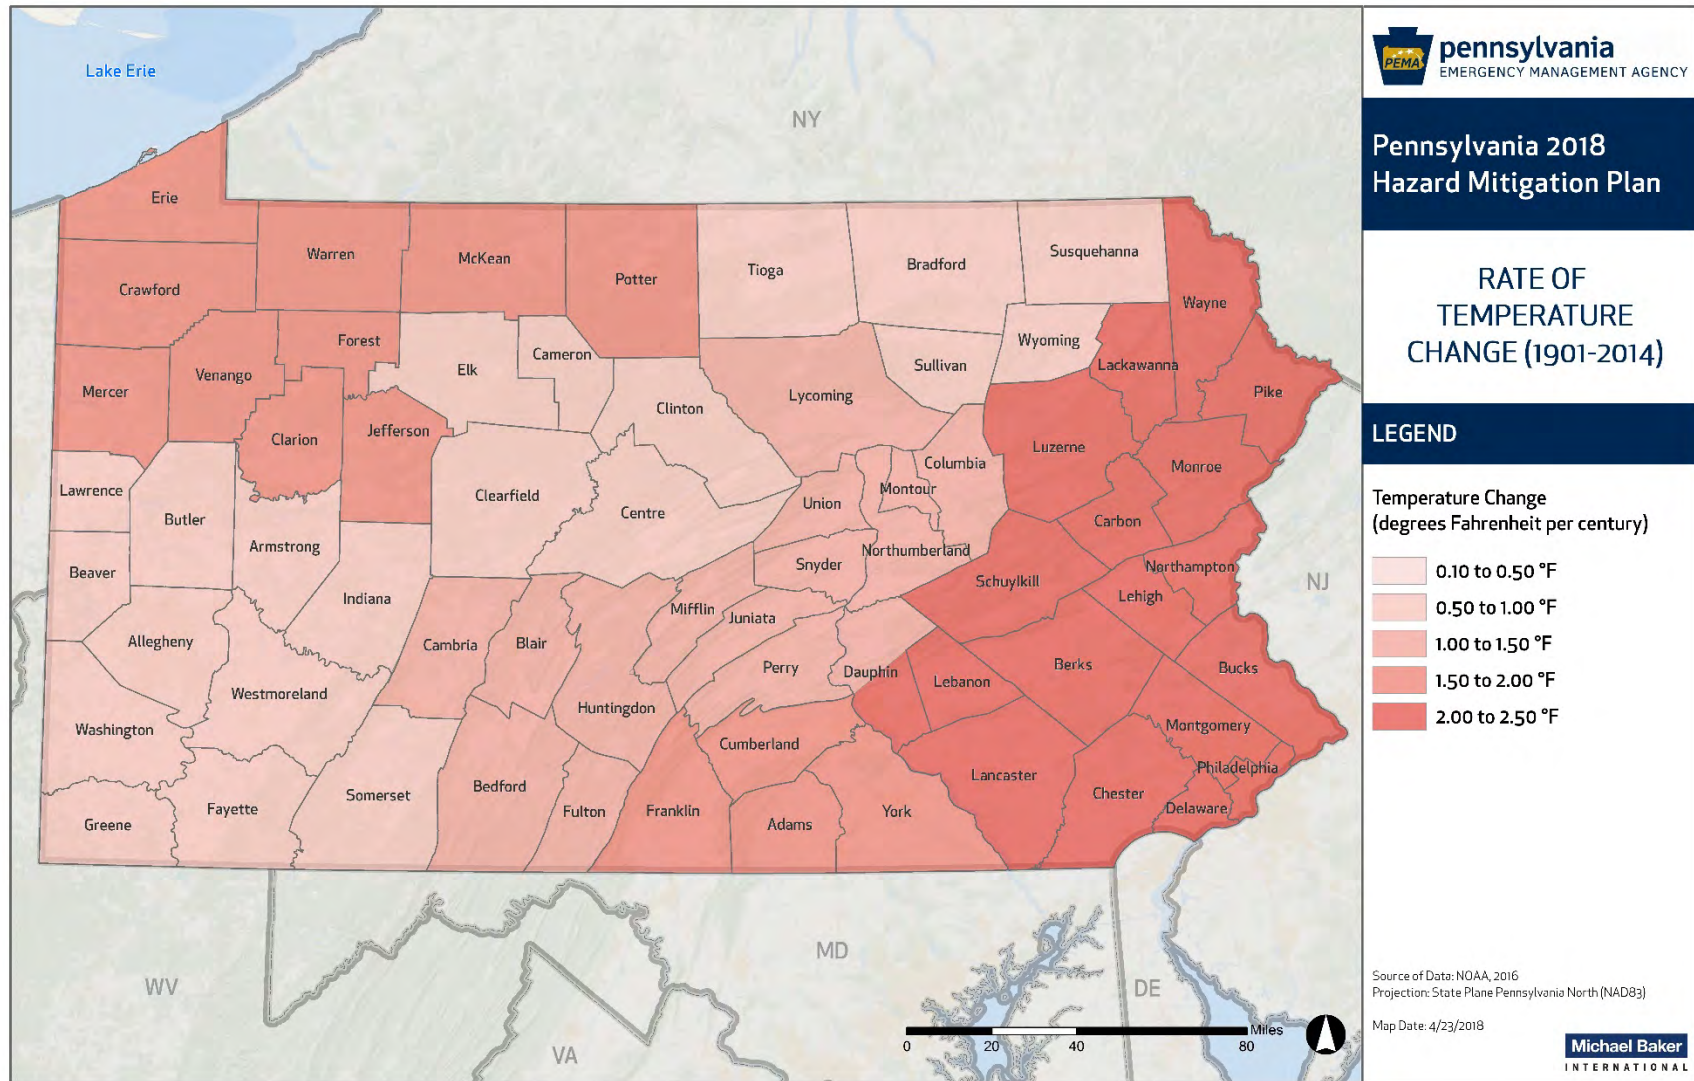 Lake Erie
NY
Erie
Warren
McKean
Potter
Tioga
Bradford
Susquehanna
Crawford
Wayne
Forest
Cameron
Wyoming
Mercer
Venango
Elk
Sullivan
Lackawanna
Pike
Clinton
Lycoming
Clarion
Jefferson
Luzerne
Columbia
Monroe
Lawrence
Butler
Clearfield
Centre
Union
Montour
Carbon
Armstrong
Beaver
Snyder
Northumberland
Northampton
NJ
Indiana
Schuylkill
Lehigh
Allegheny
Cambria
Blair
Mifflin
Juniata
Westmoreland
Perry
Dauphin
Lebanon
Berks
Bucks
Washington
Huntingdon
Cumberland
Montgomery
Philadelphia
Greene
Fayette
Somerset
Bedford
Fulton
Franklin
Adams
York
Lancaster
Chester
Delaware
WV
MD
DE
VA
Miles
0 20 40 80
PEMA
pennsylvania
EMERGENCY MANAGEMENT AGENCY
Pennsylvania 2018
Hazard Mitigation Plan
RATE OF
TEMPERATURE
CHANGE (1901-2014)
LEGEND
Temperature Change
(degrees Fahrenheit per century)
0.10 to 0.50 °F
0.50 to 1.00 °F
1.00 to 1.50 °F
1.50 to 2.00 °F
2.00 to 2.50 °F
Source of Data: NOAA, 2016
Projection: State Plane Pennsylvania North (NAD83)
Map Date: 4/23/2018
Michael Baker
INTERNATIONAL